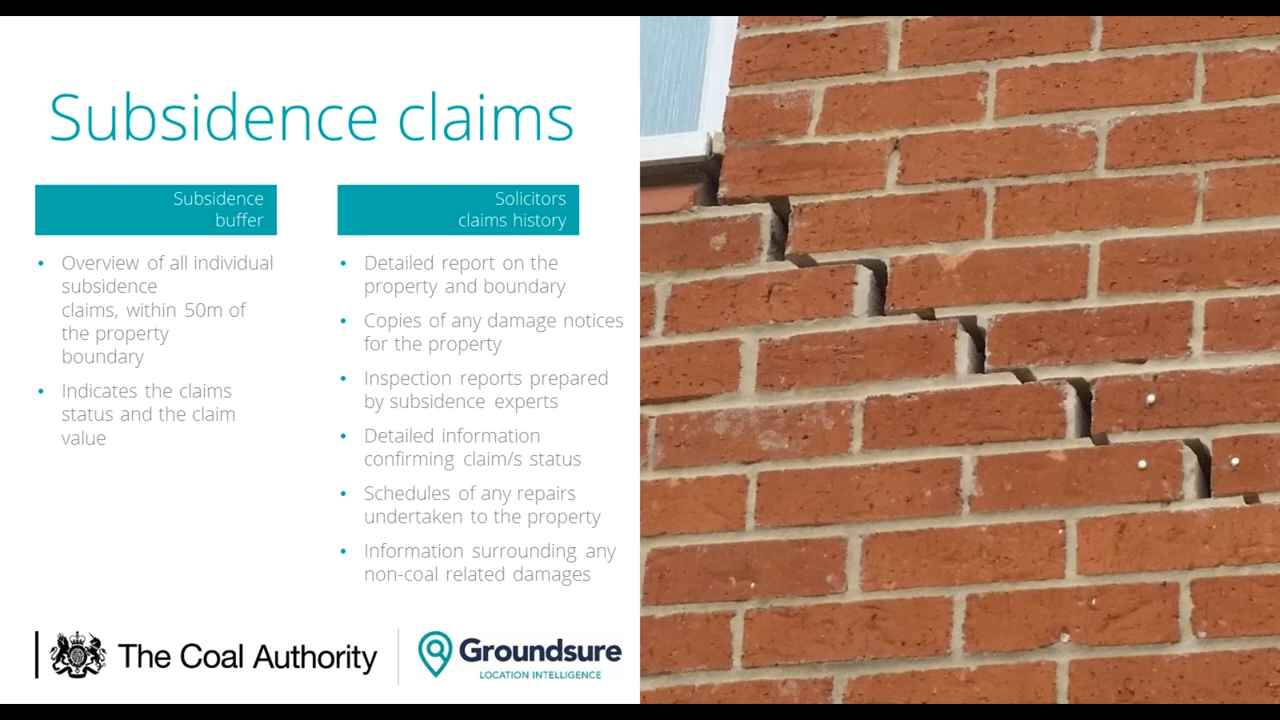 Subsidence claims
Subsidence
buffer
• Overview of all individual
subsidence
claims, within 50m of
the property
boundary
• Indicates the claims
status and the claim
value
Solicitors
claims history
• Detailed report on the
property and boundary
• Copies of any damage notices
for the property
• Inspection reports prepared
by subsidence experts
• Detailed information
confirming claim/s status
• Schedules of any repairs
undertaken to the property
• Information surrounding any
non-coal related damages
The Coal Authority
Groundsure
LOCATION INTELLIGENCE